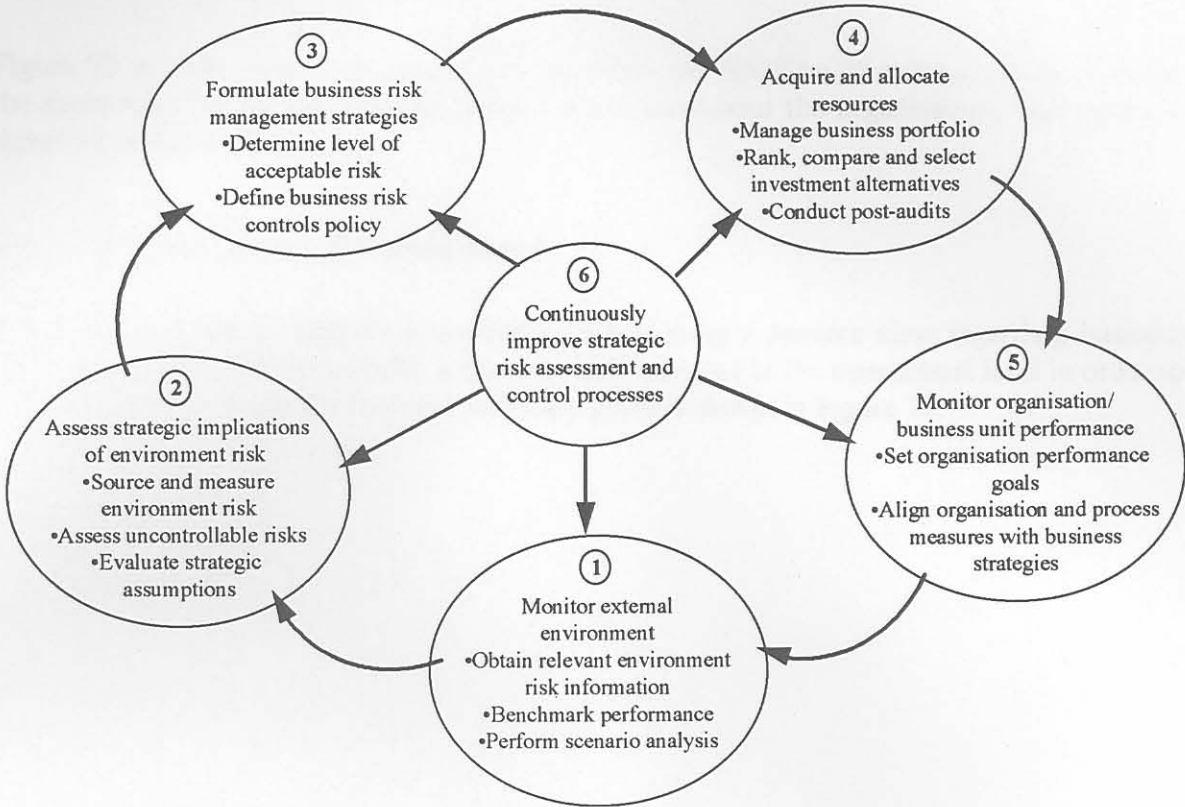 3
Formulate business risk
management strategies
•Determine level of
acceptable risk
•Define business risk
controls policy
4
Acquire and allocate
resources
•Manage business portfolio
•Rank, compare and select
investment alternatives
•Conduct post-audits
6
Continuously
improve strategic
risk assessment and
control processes
2
Assess strategic implications
of environment risk
•Source and measure
environment risk
•Assess uncontrollable risks
•Evaluate strategic
assumptions
5
Monitor organisation/
business unit performance
•Set organisation performance
goals
•Align organisation and process
measures with business
strategies
1
Monitor external
environment
•Obtain relevant environment
risk information
•Benchmark performance
•Perform scenario analysis